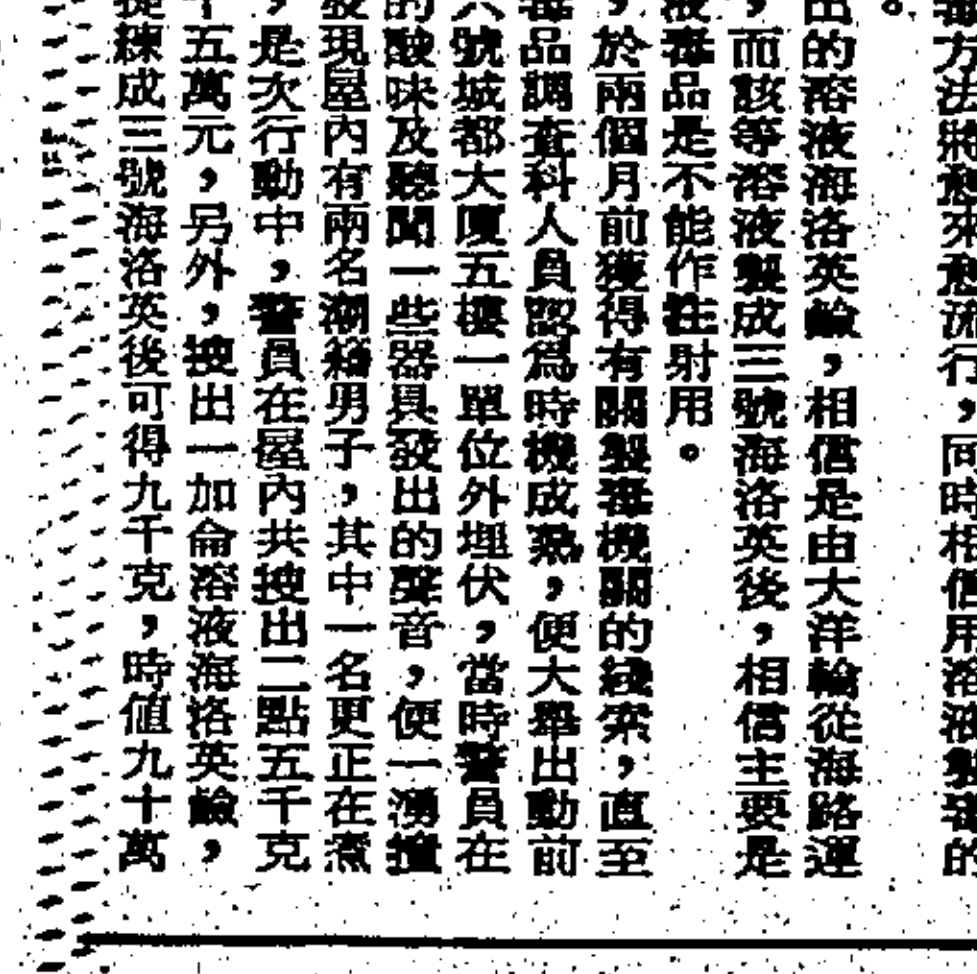 毒方法將愈來愈流行，同時相信用溶液製毒的
。
出的溶液海洛英鹼，相信是由大洋輪從海路運
，而該等溶液製成三號海洛英後，相信主要是
液毒品是不能作注射用。
，於兩個月前獲得有關製毒機關的綫索，直至
毒品調查科人員認爲時機成熟，便大舉出動前
六號城都大厦五樓一單位外埋伏，當時警員在
的酸味及聽聞一些器具發出的聲音，便一湧擅
發現屋內有兩名潮籍男子，其中一名更正在煮
，是次行動中，警員在屋內共搜出二點五千克
十五萬元，另外，搜出一加侖溶液海洛英鹼，
提練成三號海洛英後可得九千克，時值九十萬